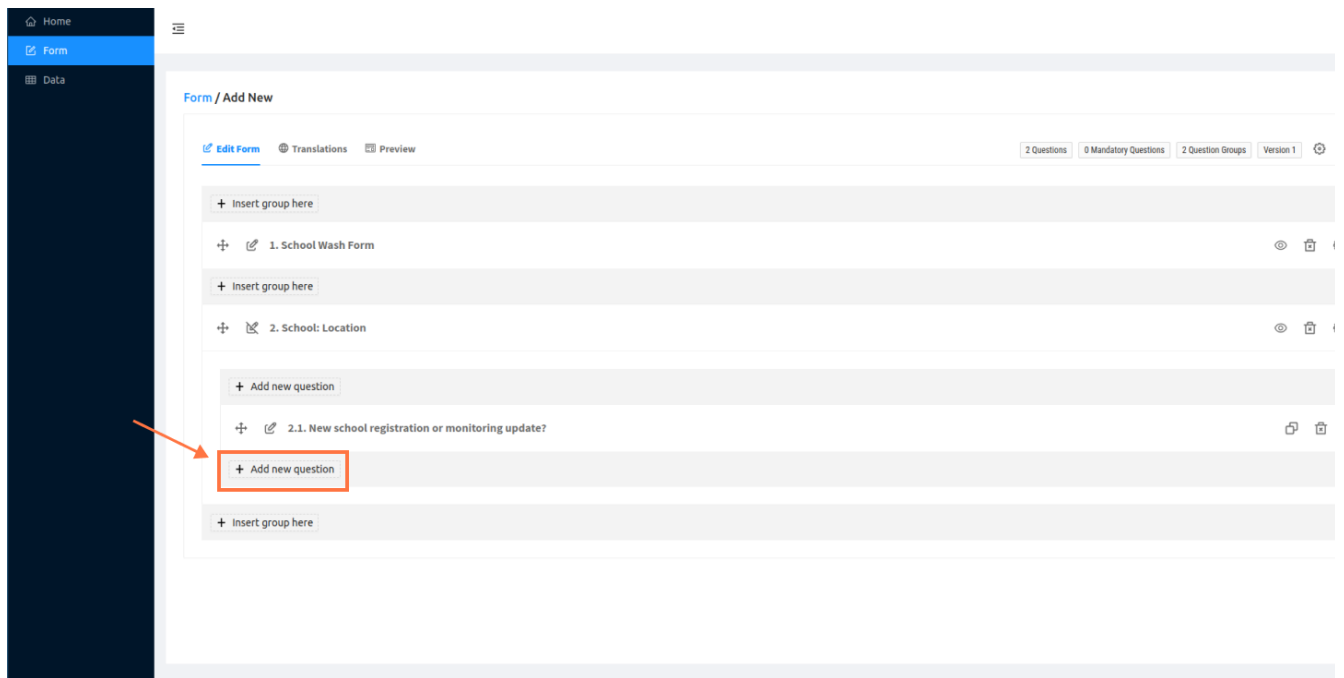 Home
Form
Data
Form / Add New
Edit Form Translations Preview 2 Questions 0 Mandatory Questions 2 Question Groups Version 1
+ Insert group here
1. School Wash Form
+ Insert group here
2. School: Location
+ Add new question
2.1. New school registration or monitoring update?
+ Add new question
+ Insert group here